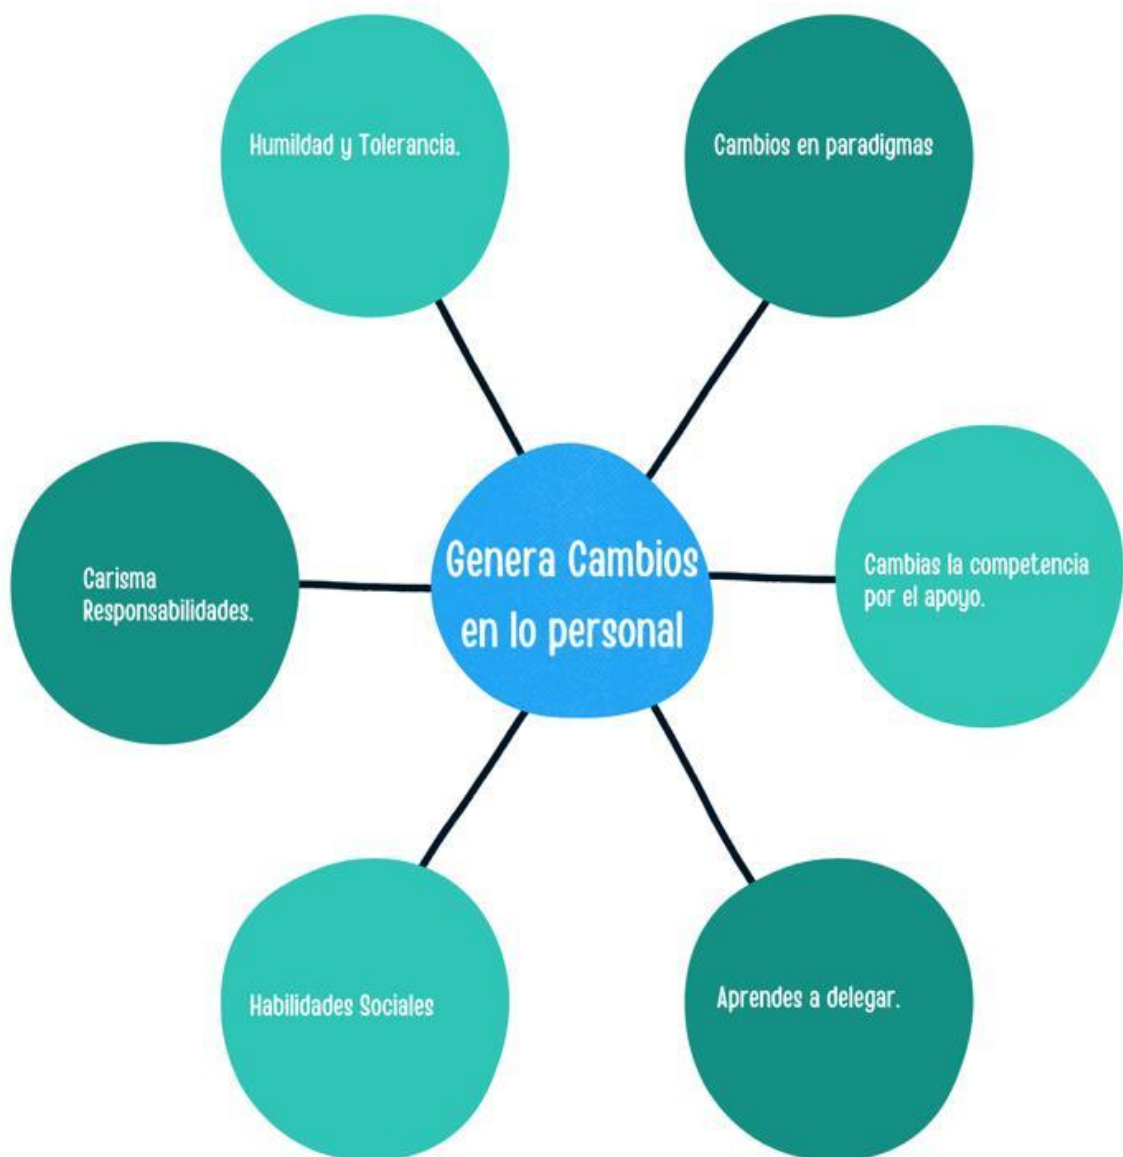 Humildad y Tolerancia.
Cambios en paradigmas
Genera Cambios
en lo personal
Carisma
Responsabilidades.
Cambias la competencia
por el apoyo.
Habilidades Sociales
Aprendes a delegar.